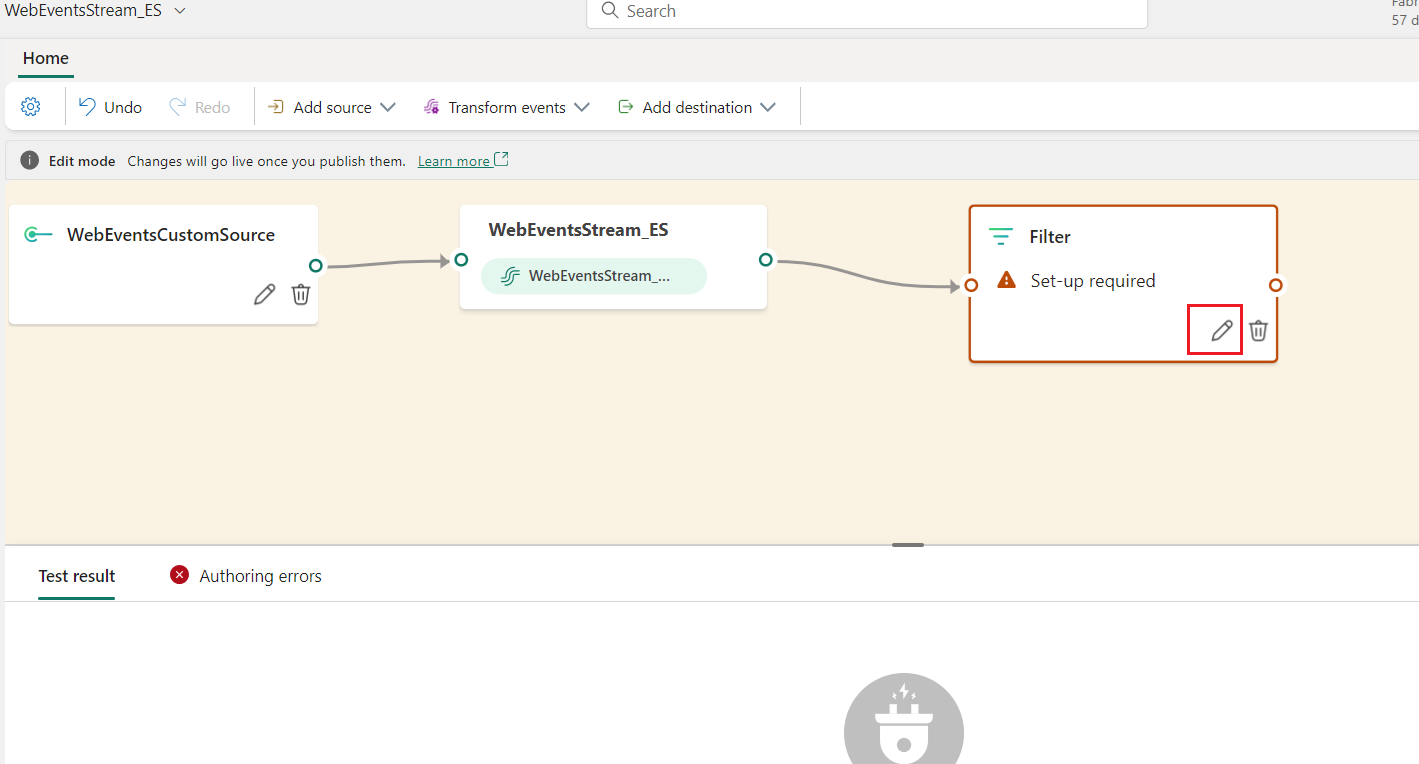 WebEventsStream_ES
Search
57 d
Home
Undo
Redo
Add source
Transform events
Add destination
Edit mode Changes will go live once you publish them. Learn more
WebEventsCustomSource
WebEventsStream_ES
WebEventsStream_...
Filter
Set-up required
Test result
Authoring errors